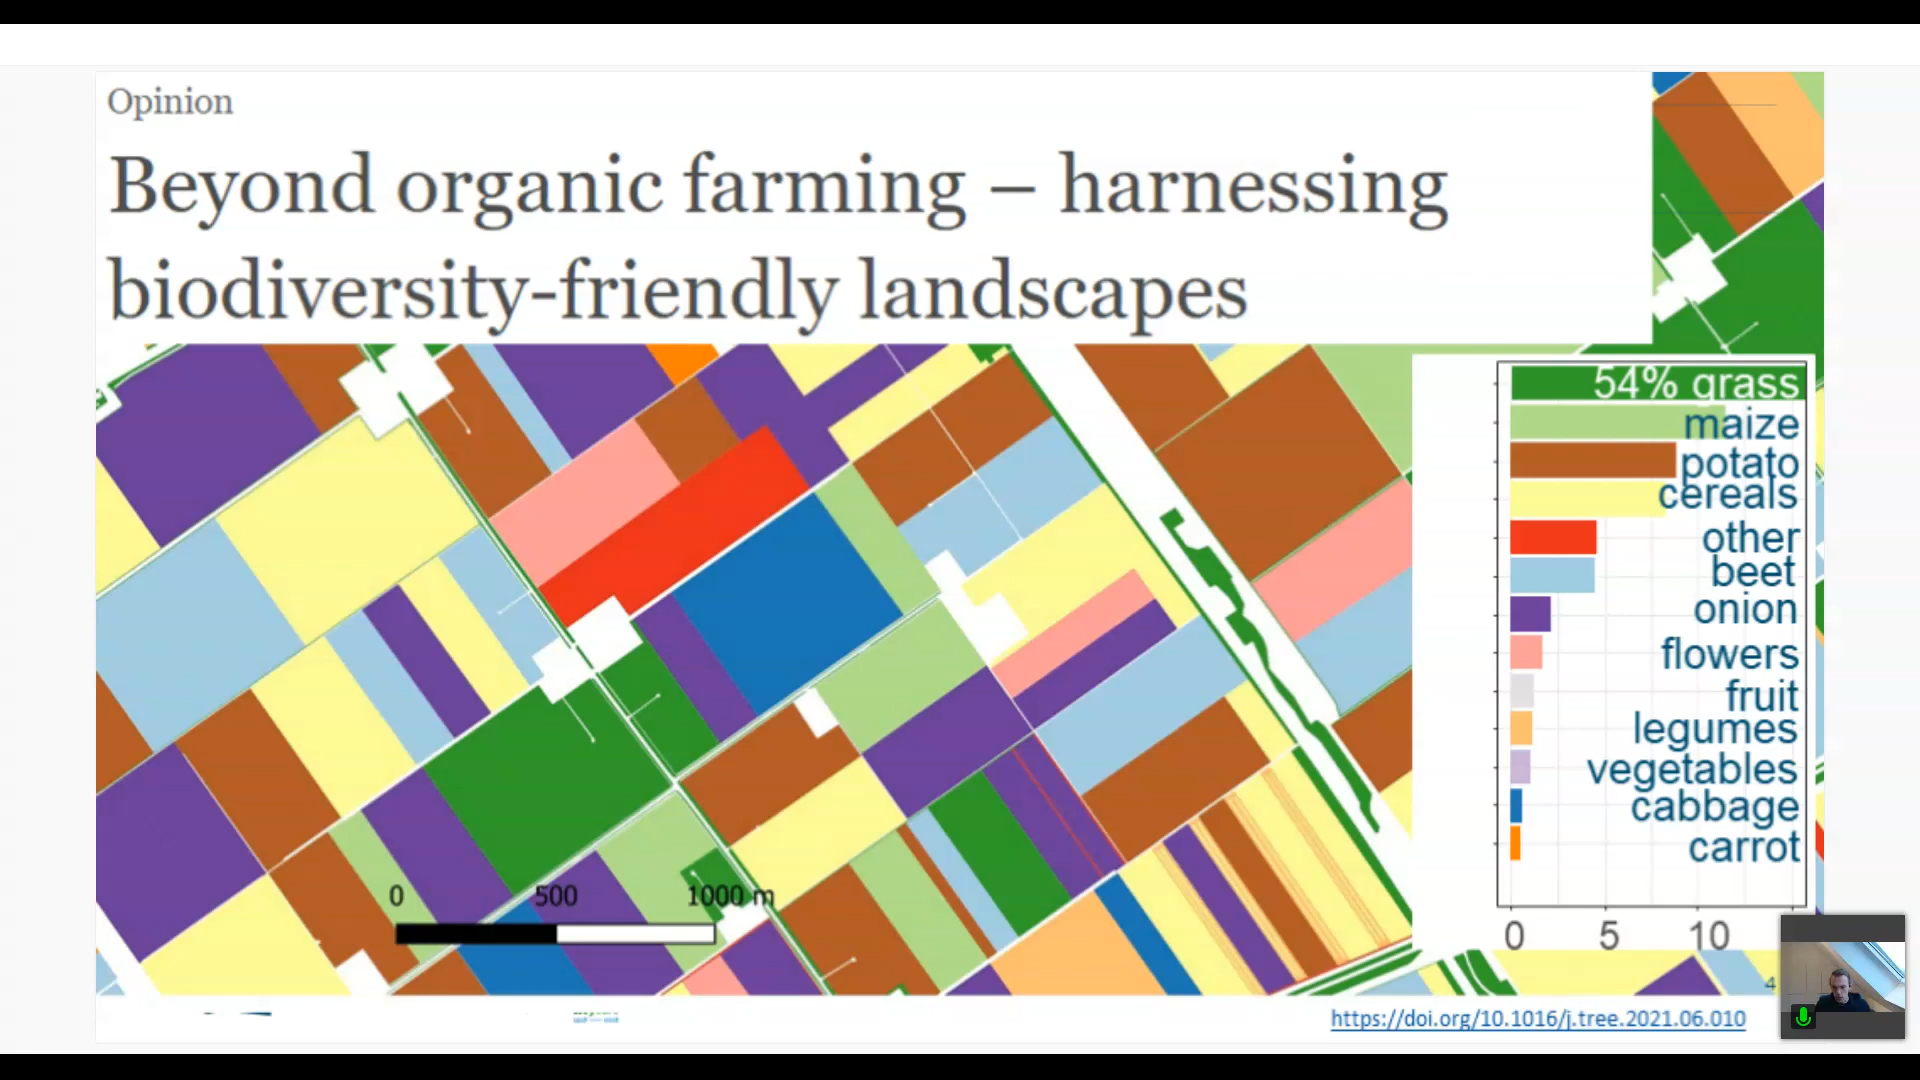 Opinion
Beyond organic farming – harnessing
biodiversity-friendly landscapes
54% grass
maize
potato
cereals
other
beet
onion
flowers
fruit
legumes
vegetables
cabbage
carrot
0 5 10
0 500 1000 m
4
https://doi.org/10.1016/j.tree.2021.06.010